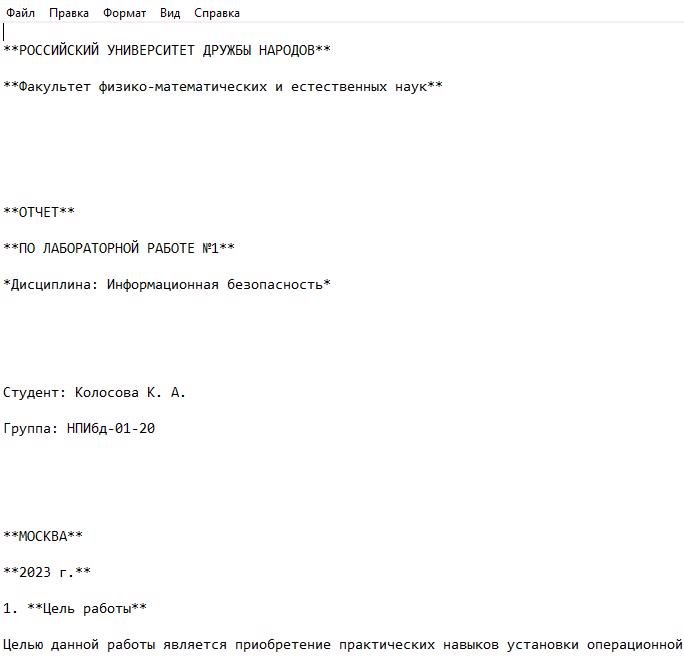 Файл Правка Формат Вид Справка
**РОССИЙСКИЙ УНИВЕРСИТЕТ ДРУЖБЫ НАРОДОВ**
**Факультет физико-математических и естественных наук**
**ОТЧЕТ**
**ПО ЛАБОРАТОРНОЙ РАБОТЕ №1**
*Дисциплина: Информационная безопасность*
Студент: Колосова К. А.
Группа: НПИбд-01-20
**МОСКВА**
**2023 г.**
1. **Цель работы**
Целью данной работы является приобретение практических навыков установки операционной